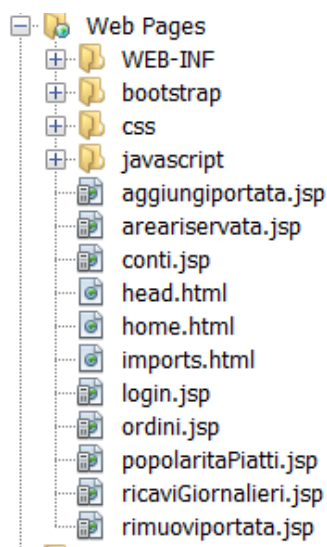 Web Pages
WEB-INF
bootstrap
css
javascript
aggiungiportata.jsp
areariservata.jsp
conti.jsp
head.html
home.html
imports.html
login.jsp
ordini.jsp
popolaritaPiatti.jsp
ricaviGiornalieri.jsp
rimuoviportata.jsp